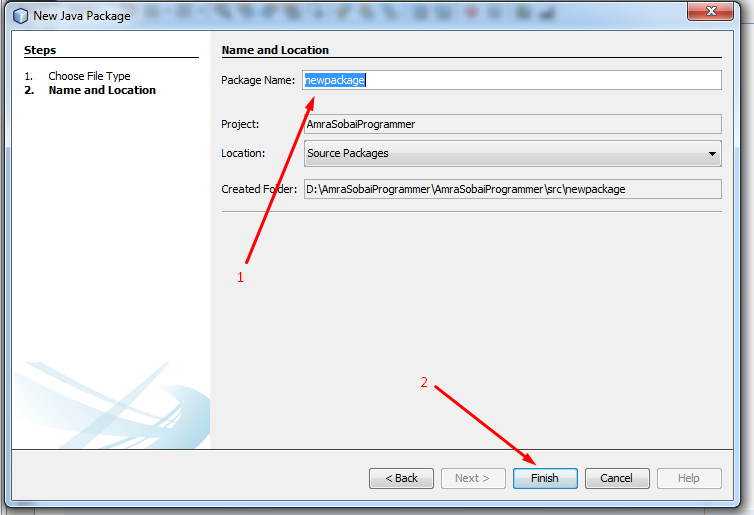 New Java Package
Steps
1. Choose File Type
2. Name and Location
Name and Location
Package Name: newpackage
Project: AmraSobaiProgrammer
Location: Source Packages
Created Folder: D:\AmraSobaiProgrammer\AmraSobaiProgrammer\src\newpackage
1
2
< Back
Next >
Finish
Cancel
Help